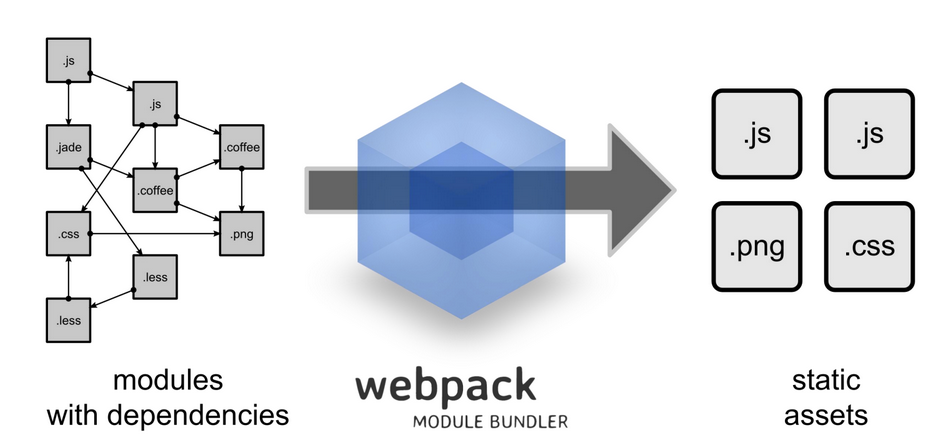 .js
.js
.jade
.coffee
.coffee
.css
.png
.less
.less
modules
with dependencies
webpack
MODULE BUNDLER
.js
.js
.png
.css
static
assets